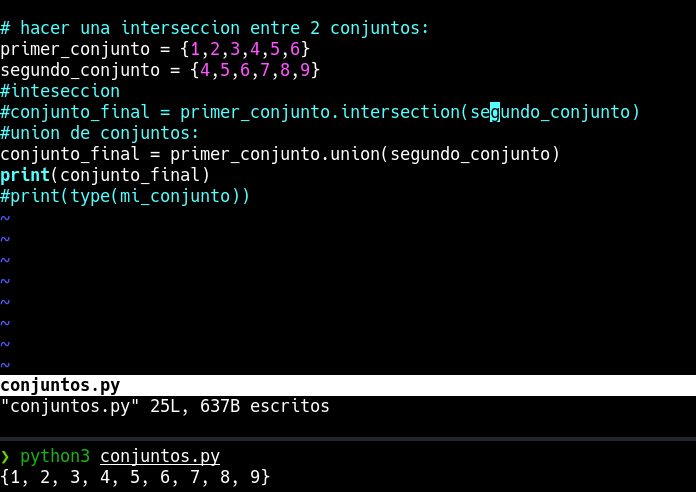 # hacer una interseccion entre 2 conjuntos:
primer_conjunto = {1,2,3,4,5,6}
segundo_conjunto = {4,5,6,7,8,9}
#inteseccion
#conjunto_final = primer_conjunto.intersection(segundo_conjunto)
#union de conjuntos:
conjunto_final = primer_conjunto.union(segundo_conjunto)
print(conjunto_final)
#print(type(mi_conjunto))
~
~
~
~
~
~
~
~
conjuntos.py
"conjuntos.py" 25L, 637B escritos
❯ python3 conjuntos.py
{1, 2, 3, 4, 5, 6, 7, 8, 9}